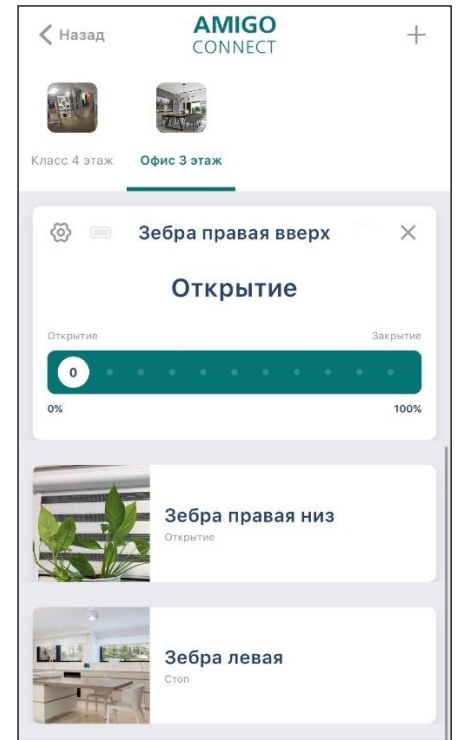 Назад
AMIGO
CONNECT
Класс 4 этаж
Офис 3 этаж
Зебра правая вверх
Открытие
Открытие
Закрытие
0
0%
100%
Зебра правая низ
Открытие
Зебра левая
Стоп